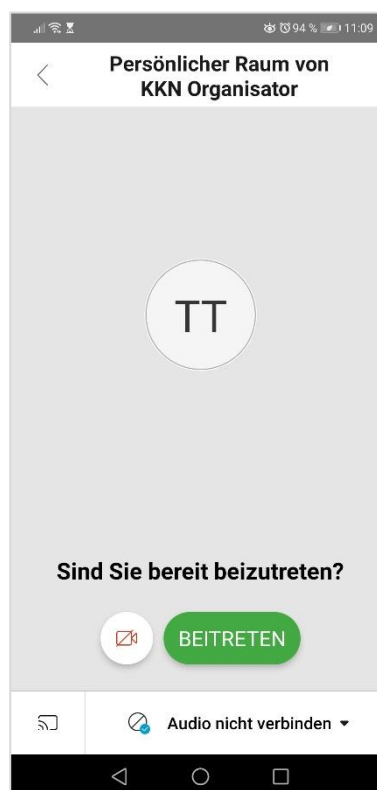 94 % 11:09
Persönlicher Raum von
KKN Organisator
TT
Sind Sie bereit beizutreten?
BEITRETEN
Audio nicht verbinden